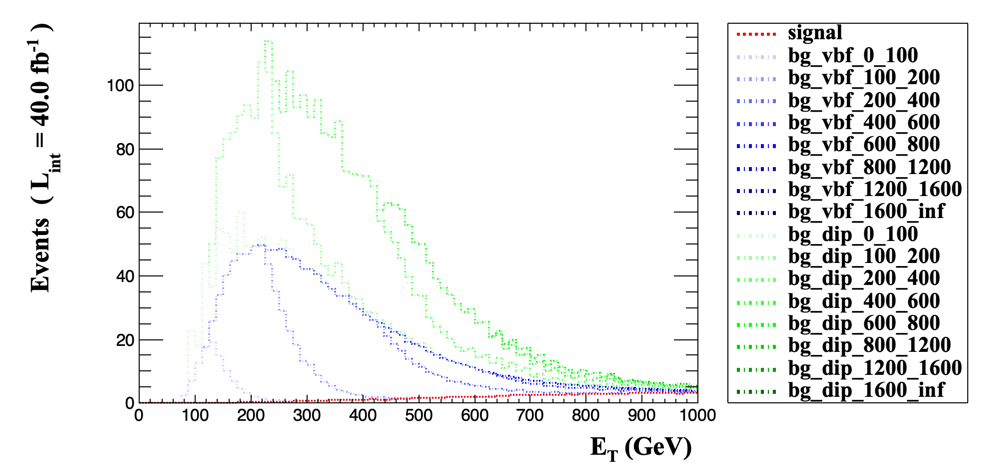 Events ( L_int = 40.0 fb⁻¹ )
100
80
60
40
20
0
0 100 200 300 400 500 600 700 800 900 1000
E_T (GeV)
signal
bg_vbf_0_100
bg_vbf_100_200
bg_vbf_200_400
bg_vbf_400_600
bg_vbf_600_800
bg_vbf_800_1200
bg_vbf_1200_1600
bg_vbf_1600_inf
bg_dip_0_100
bg_dip_100_200
bg_dip_200_400
bg_dip_400_600
bg_dip_600_800
bg_dip_800_1200
bg_dip_1200_1600
bg_dip_1600_inf